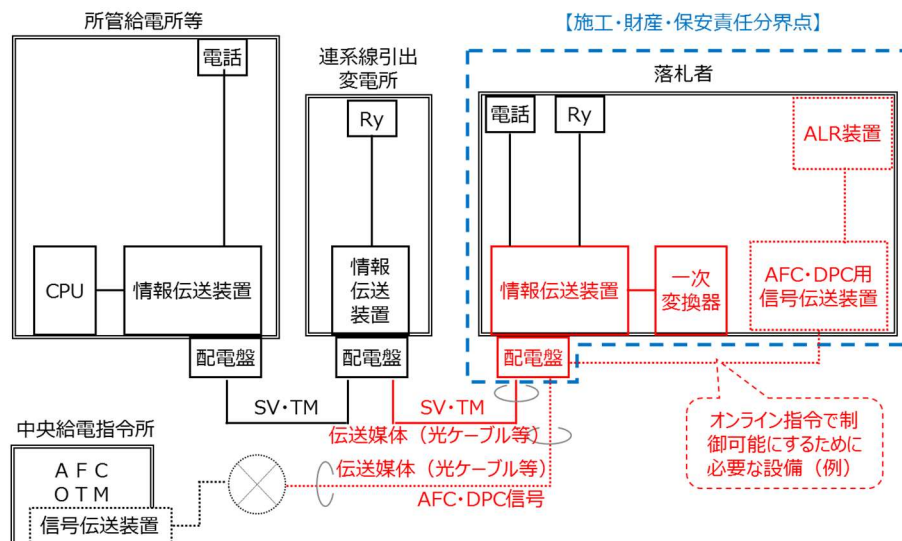 所管給電所等
電話
CPU
情報伝送装置
配電盤
連系線引出
変電所
Ry
情報
伝送
装置
配電盤
【施工・財産・保安責任分界点】
落札者
電話
Ry
ALR装置
情報伝送装置
一次
変換器
AFC・DPC用
信号伝送装置
配電盤
SV・TM
SV・TM
伝送媒体（光ケーブル等）
伝送媒体（光ケーブル等）
AFC・DPC信号
オンライン指令で制
御可能にするために
必要な設備（例）
中央給電指令所
ＡＦＣ
ＯＴＭ
信号伝送装置